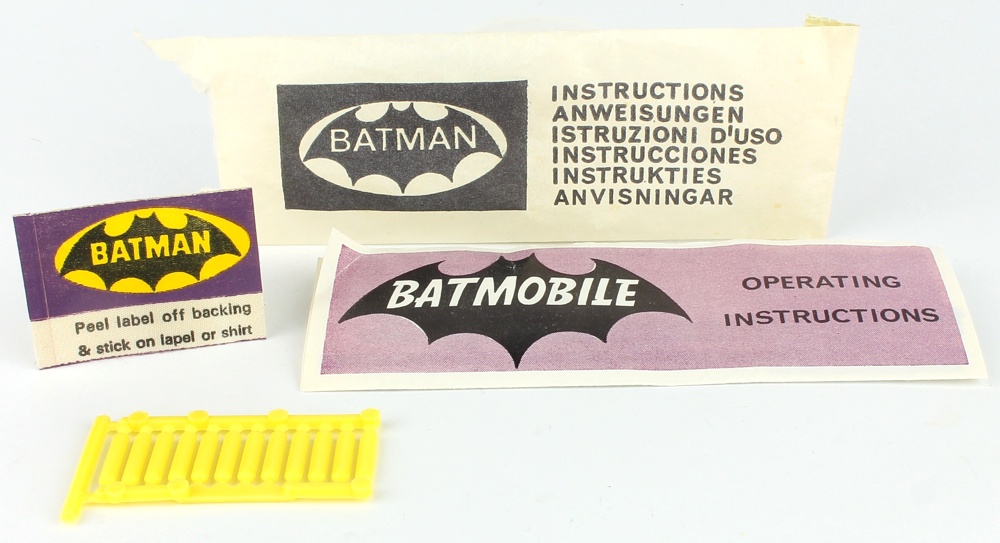 BATMAN
INSTRUCTIONS
ANWEISUNGEN
ISTRUZIONI D'USO
INSTRUCCIONES
INSTRUKTIES
ANVISNINGAR
BATMAN
Peel label off backing
& stick on lapel or shirt
BATMOBILE
OPERATING
INSTRUCTIONS